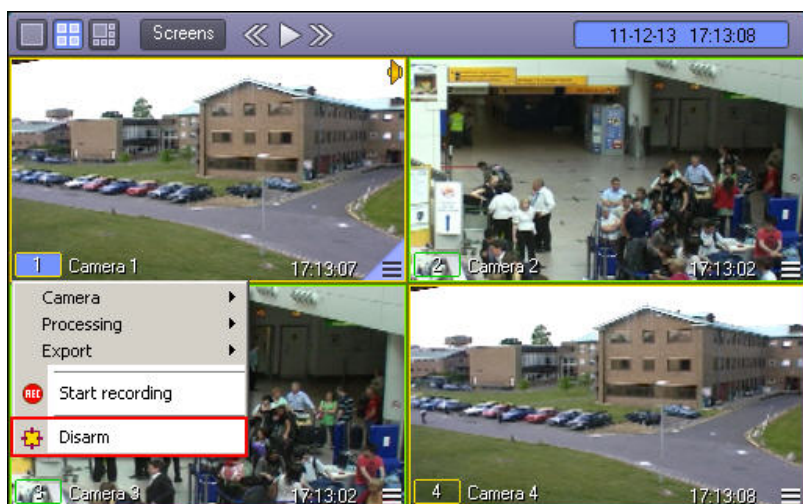 Screens
11-12-13 17:13:08
1 Camera 1 17:13:07
2 Camera 2 17:13:02
Camera
Processing
Export
REC Start recording
Disarm
3 Camera 3 17:13:02
4 Camera 4 17:13:08